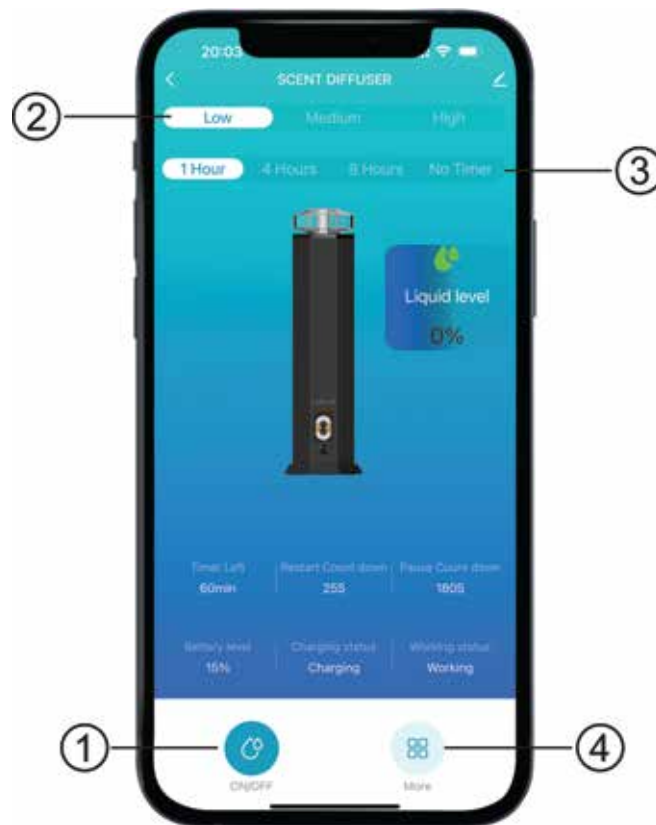 20:03
SCENT DIFFUSER
② Low Medium High
1 Hour 4 Hours 8 Hours No Timer ③
Liquid level
0%
Timer Left Restart Count down Pause Count down
60min 25S 180S
Battery level Charging status Working status
15% Charging Working
① ④
ON/OFF More